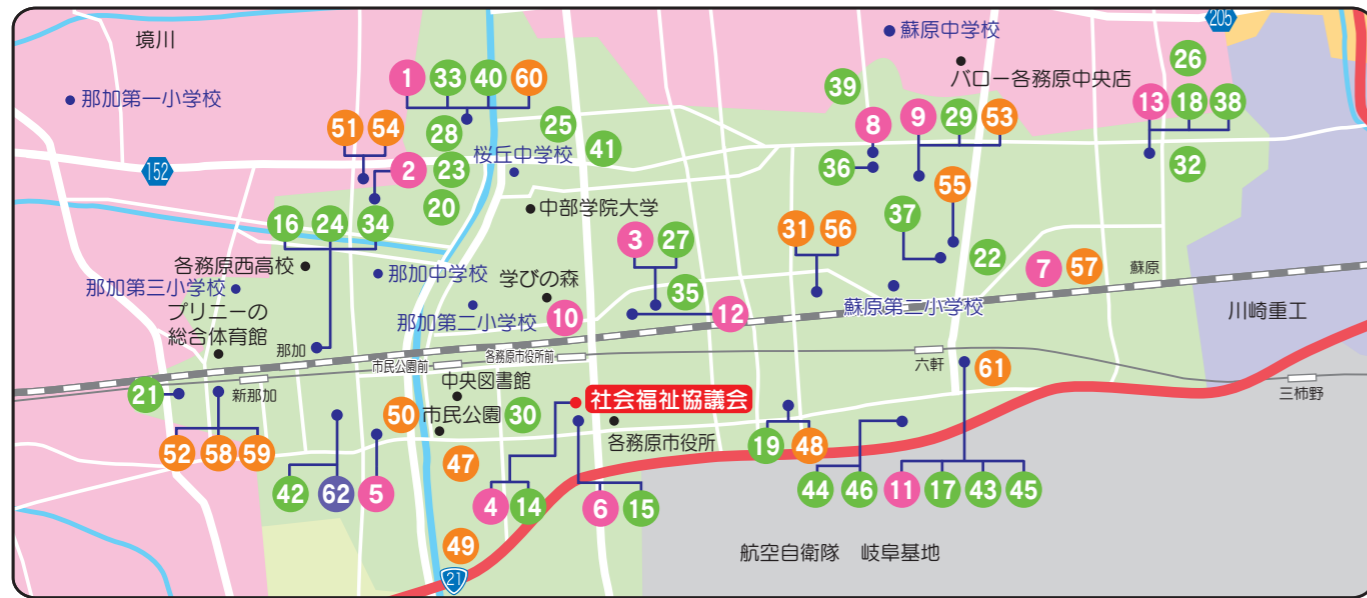 境川
205
蘇原中学校
バロー各務原中央店
那加第一小学校
1 33 40 60
39
26
13 18 38
51 54
28
25
8
9 29 53
152
2
23
桜丘中学校
41
36
32
20
中部学院大学
55
16 24 34
3 27
31 56
37
各務原西高校
那加中学校
学びの森
35
22
7 57
蘇原
那加第三小学校
那加第二小学校
10
12
蘇原第二小学校
川崎重工
プリニーの
総合体育館
那加
市民公園前
各務原市役所前
六軒
21
新那加
中央図書館
61
三柿野
50
市民公園
30
社会福祉協議会
各務原市役所
52 58 59
47
19 48
42 62 5
4 14
6 15
44 46 11 17 43 45
49
航空自衛隊 岐阜基地
21